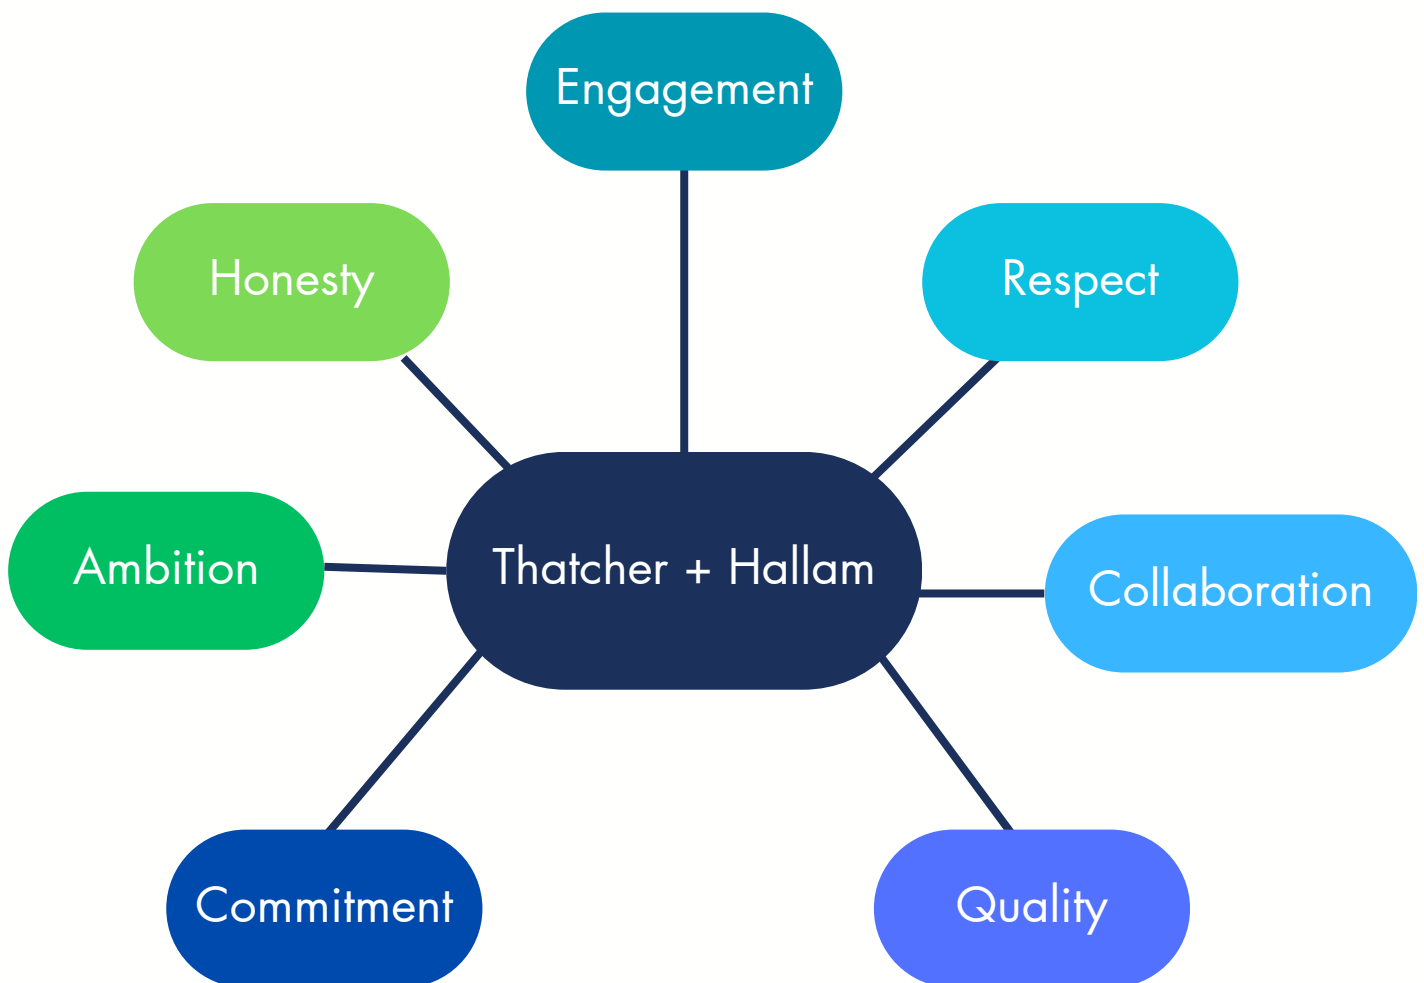 Engagement
Honesty
Respect
Ambition
Thatcher + Hallam
Collaboration
Commitment
Quality